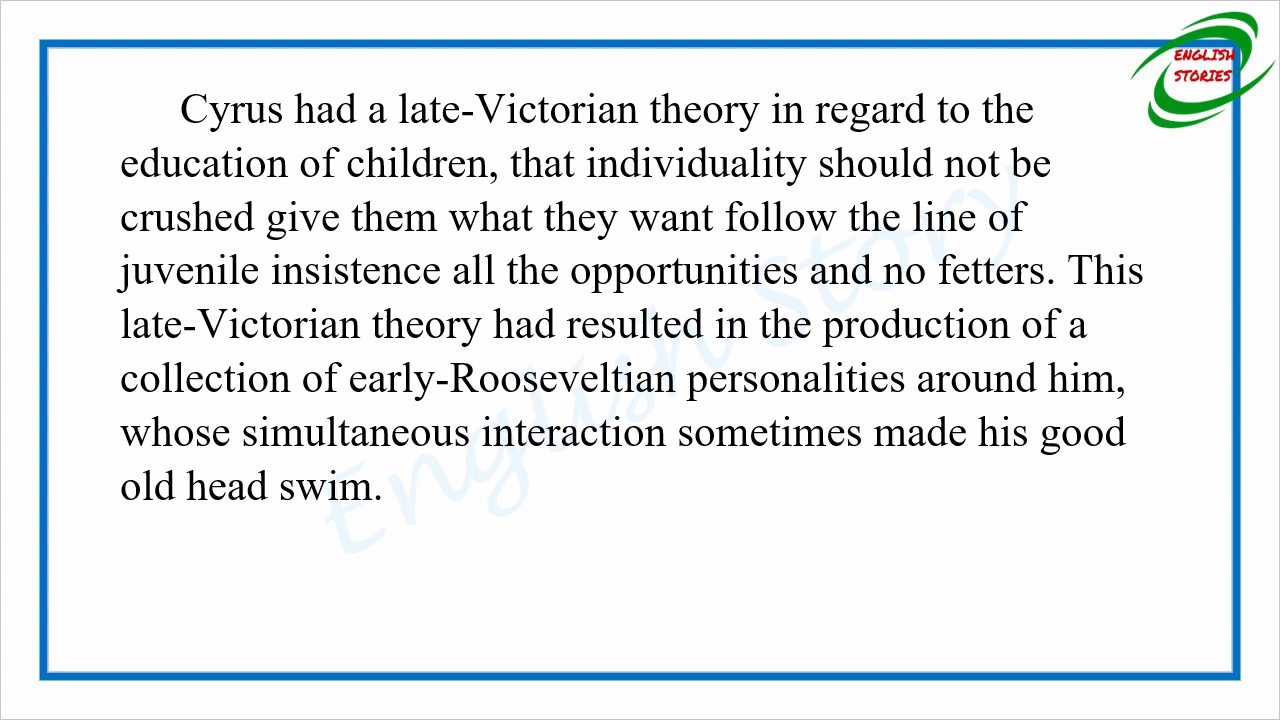 ENGLISH
STORIES
Cyrus had a late-Victorian theory in regard to the
education of children, that individuality should not be
crushed give them what they want follow the line of
juvenile insistence all the opportunities and no fetters. This
late-Victorian theory had resulted in the production of a
collection of early-Rooseveltian personalities around him,
whose simultaneous interaction sometimes made his good
old head swim.
English Story